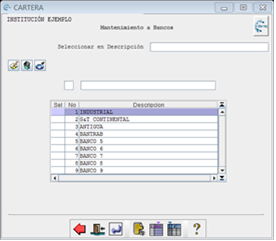 CARTERA
INSTITUCIÓN EJEMPLO
Mantenimiento a Bancos
Seleccionar en Descripción
Sel No Descripcion
1 INDUSTRIAL
2 G&T CONTINENTAL
3 ANTIGUA
4 BANTRAB
5 BANCO 5
6 BANCO 6
7 BANCO 7
8 BANCO 8
9 BANCO 9